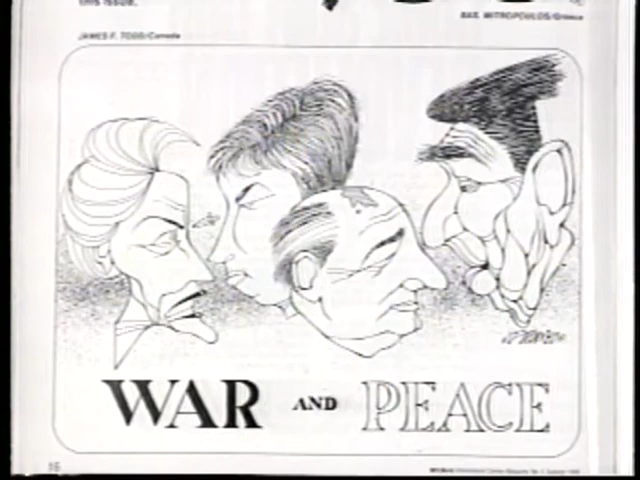 this issue.
BAS. MITROPOULOS/Greece
JAMES F. TODD/Canada
WAR AND PEACE
16